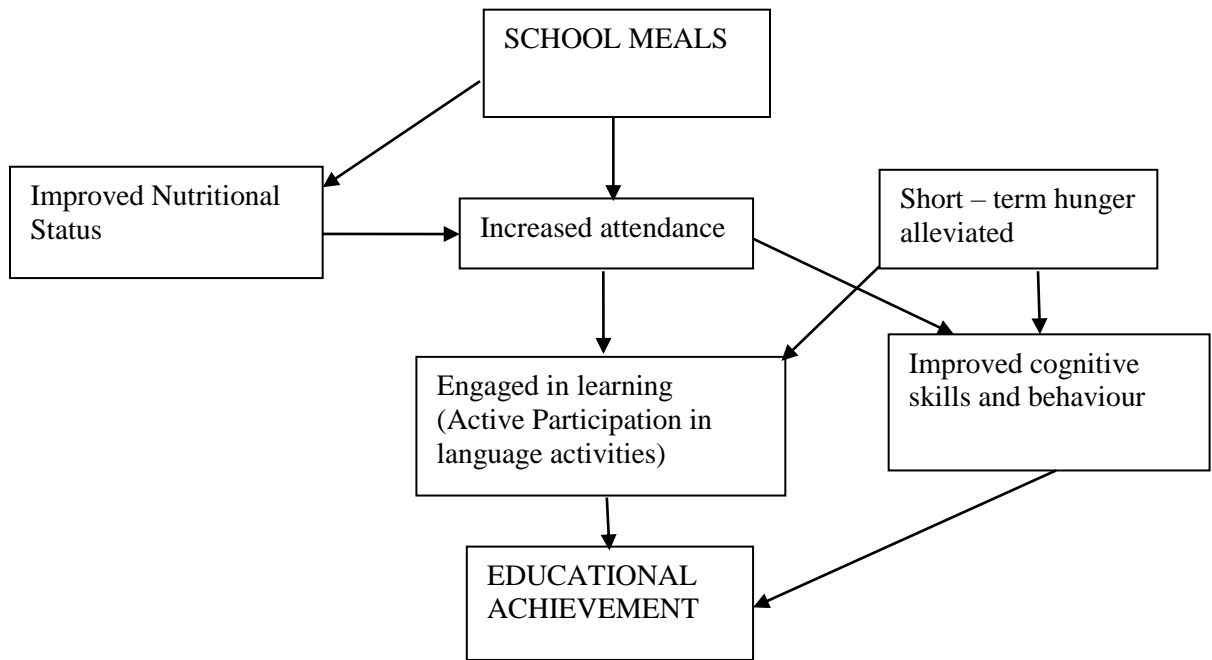 SCHOOL MEALS
Improved Nutritional
Status
Increased attendance
Short – term hunger
alleviated
Engaged in learning
(Active Participation in
language activities)
Improved cognitive
skills and behaviour
EDUCATIONAL
ACHIEVEMENT